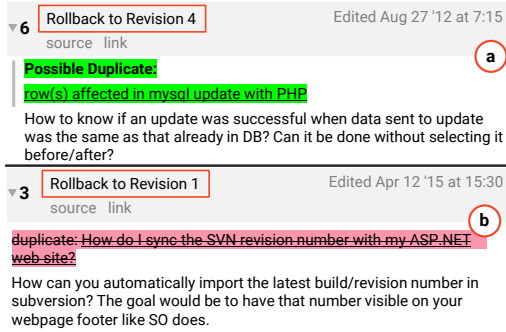 6 Rollback to Revision 4 Edited Aug 27 '12 at 7:15
source link
a
Possible Duplicate:
row(s) affected in mysql update with PHP
How to know if an update was successful when data sent to update
was the same as that already in DB? Can it be done without selecting it
before/after?
3 Rollback to Revision 1 Edited Apr 12 '15 at 15:30
source link
b
duplicate: How do I sync the SVN revision number with my ASP.NET
web site?
How can you automatically import the latest build/revision number in
subversion? The goal would be to have that number visible on your
webpage footer like SO does.